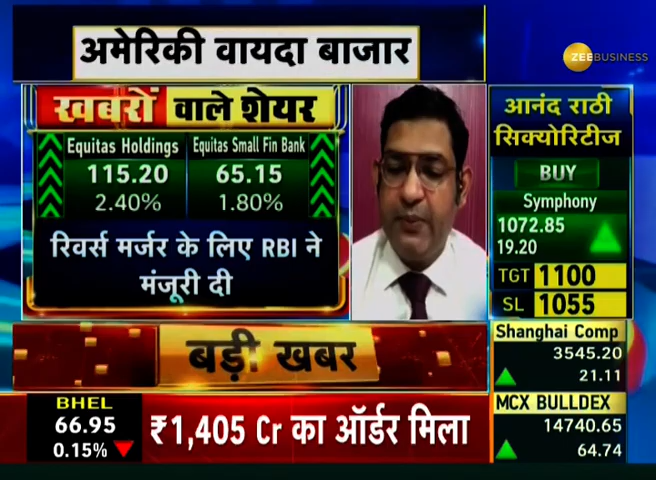 अमेरिकी वायदा बाजार
ZEE BUSINESS
खबरों वाले शेयर
Equitas Holdings
115.20
2.40%
Equitas Small Fin Bank
65.15
1.80%
रिवर्स मर्जर के लिए RBI ने
मंजूरी दी
आनंद राठी
सिक्योरिटीज
BUY
Symphony
1072.85
19.20
TGT 1100
SL 1055
बड़ी खबर
Shanghai Comp
3545.20
21.11
MCX BULLDEX
14740.65
64.74
BHEL
66.95
0.15%
₹1,405 Cr का ऑर्डर मिला